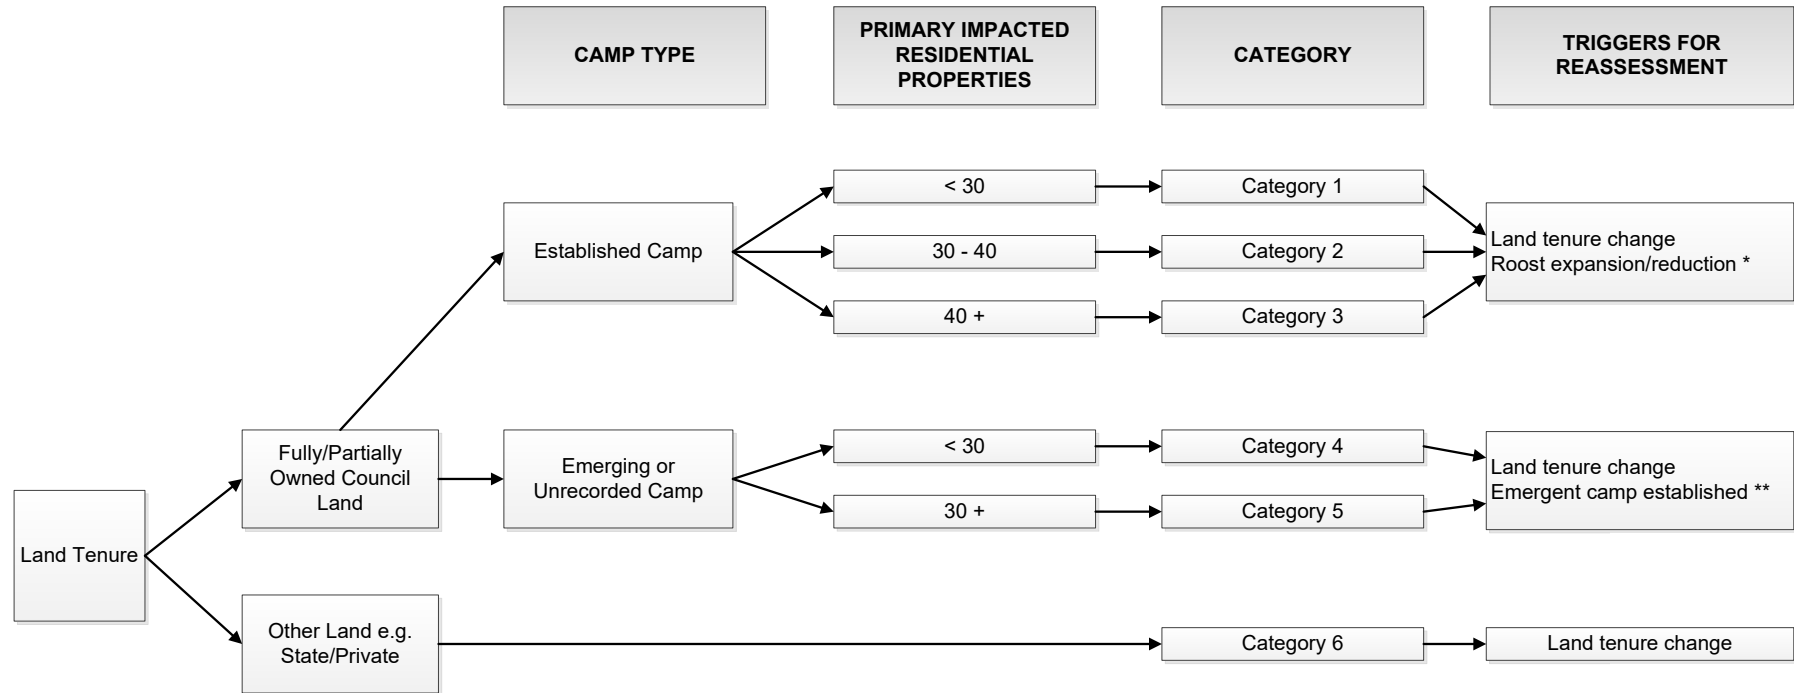 CAMP TYPE
PRIMARY IMPACTED
RESIDENTIAL
PROPERTIES
CATEGORY
TRIGGERS FOR
REASSESSMENT
Established Camp
< 30
30 - 40
40 +
Category 1
Category 2
Category 3
Land tenure change
Roost expansion/reduction *
Land Tenure
Fully/Partially
Owned Council
Land
Emerging or
Unrecorded Camp
< 30
30 +
Category 4
Category 5
Land tenure change
Emergent camp established **
Other Land e.g.
State/Private
Category 6
Land tenure change